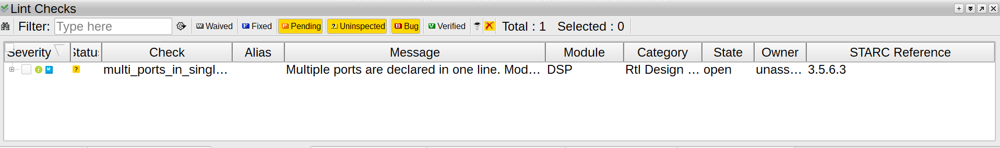 Lint Checks
Filter: Type here Waived Fixed Pending Uninspected Bug Verified Total : 1 Selected : 0
Severity Status Check Alias Message Module Category State Owner STARC Reference
multi_ports_in_singl... Multiple ports are declared in one line. Mod... DSP Rtl Design ... open unass... 3.5.6.3